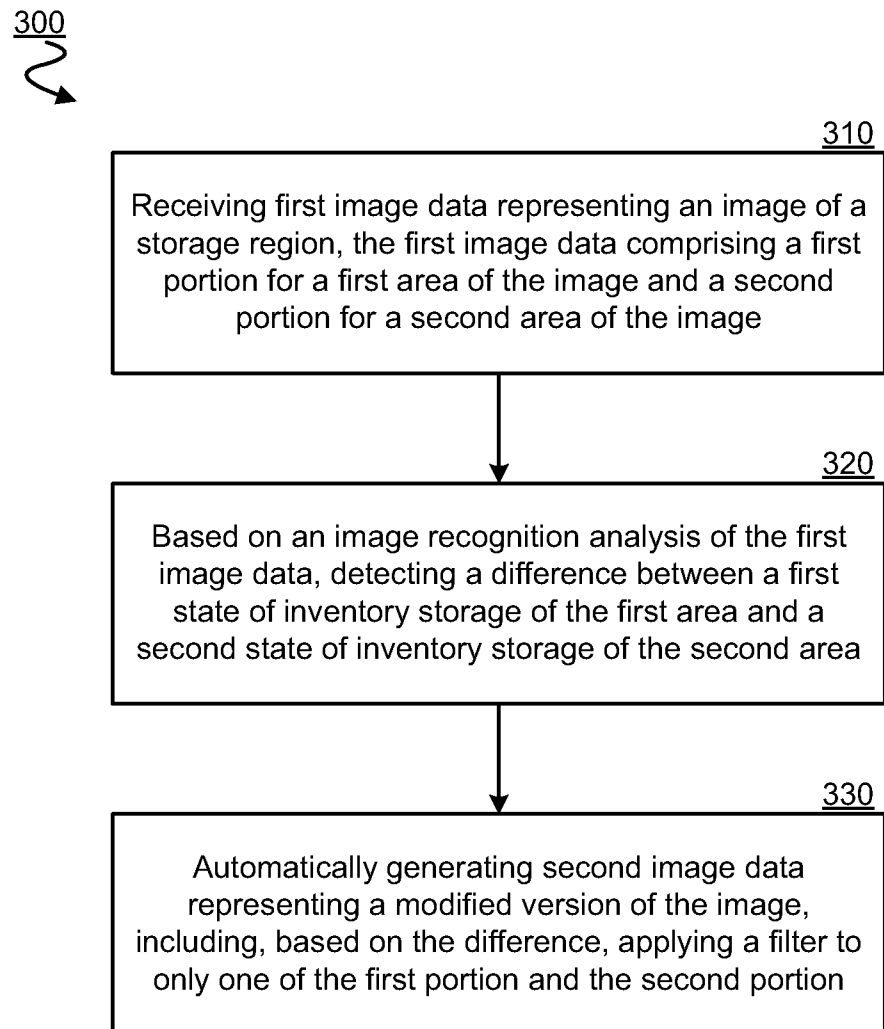 300
310
Receiving first image data representing an image of a
storage region, the first image data comprising a first
portion for a first area of the image and a second
portion for a second area of the image
320
Based on an image recognition analysis of the first
image data, detecting a difference between a first
state of inventory storage of the first area and a
second state of inventory storage of the second area
330
Automatically generating second image data
representing a modified version of the image,
including, based on the difference, applying a filter to
only one of the first portion and the second portion